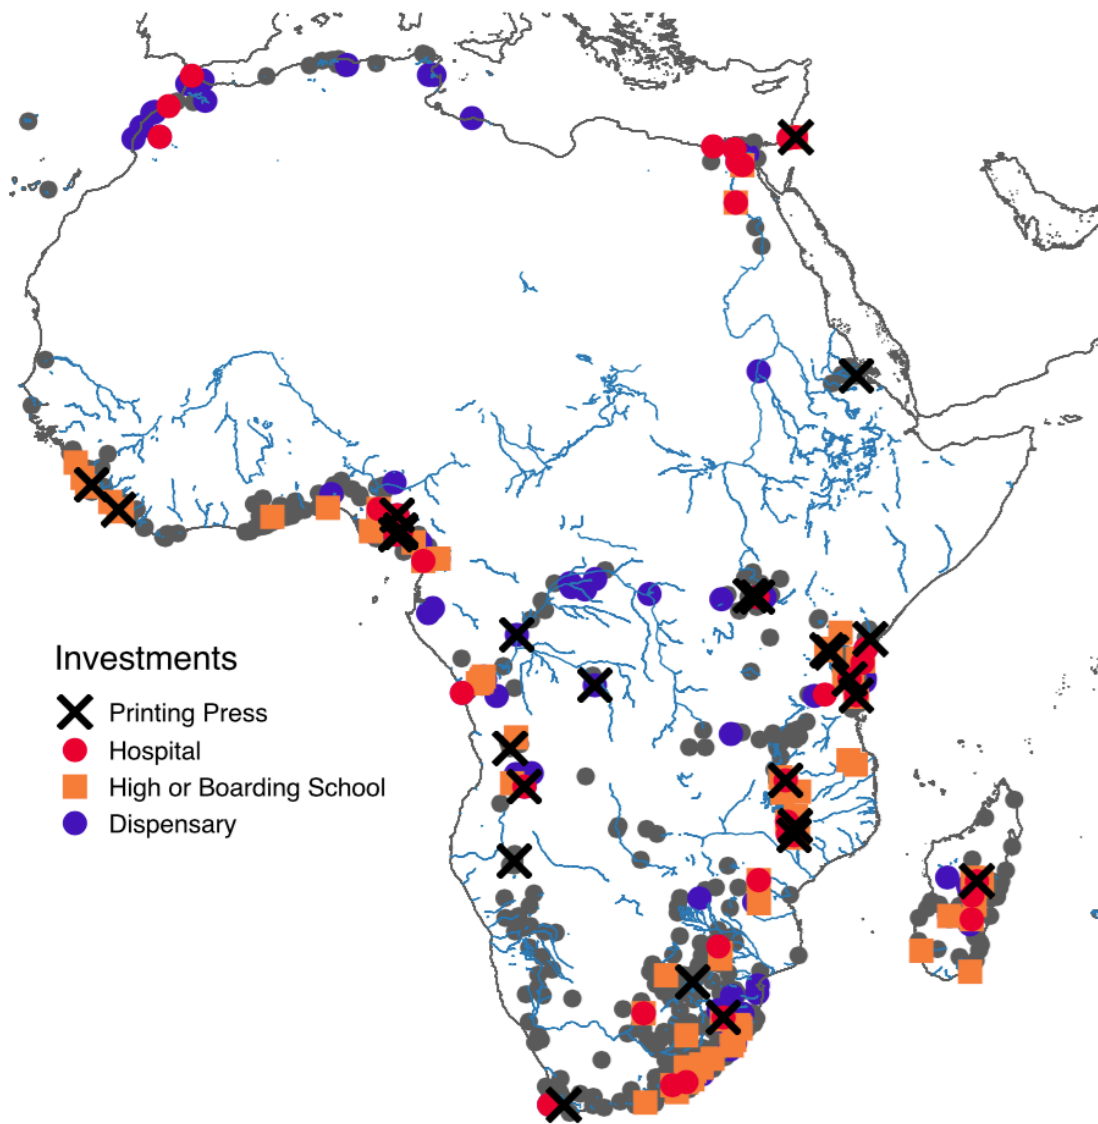 Investments
Printing Press
Hospital
High or Boarding School
Dispensary